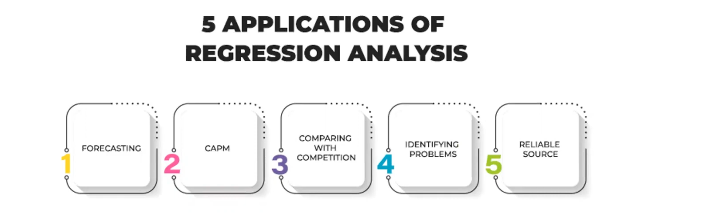 5 APPLICATIONS OF
REGRESSION ANALYSIS
1
FORECASTING
2
CAPM
3
COMPARING
WITH
COMPETITION
4
IDENTIFYING
PROBLEMS
5
RELIABLE
SOURCE